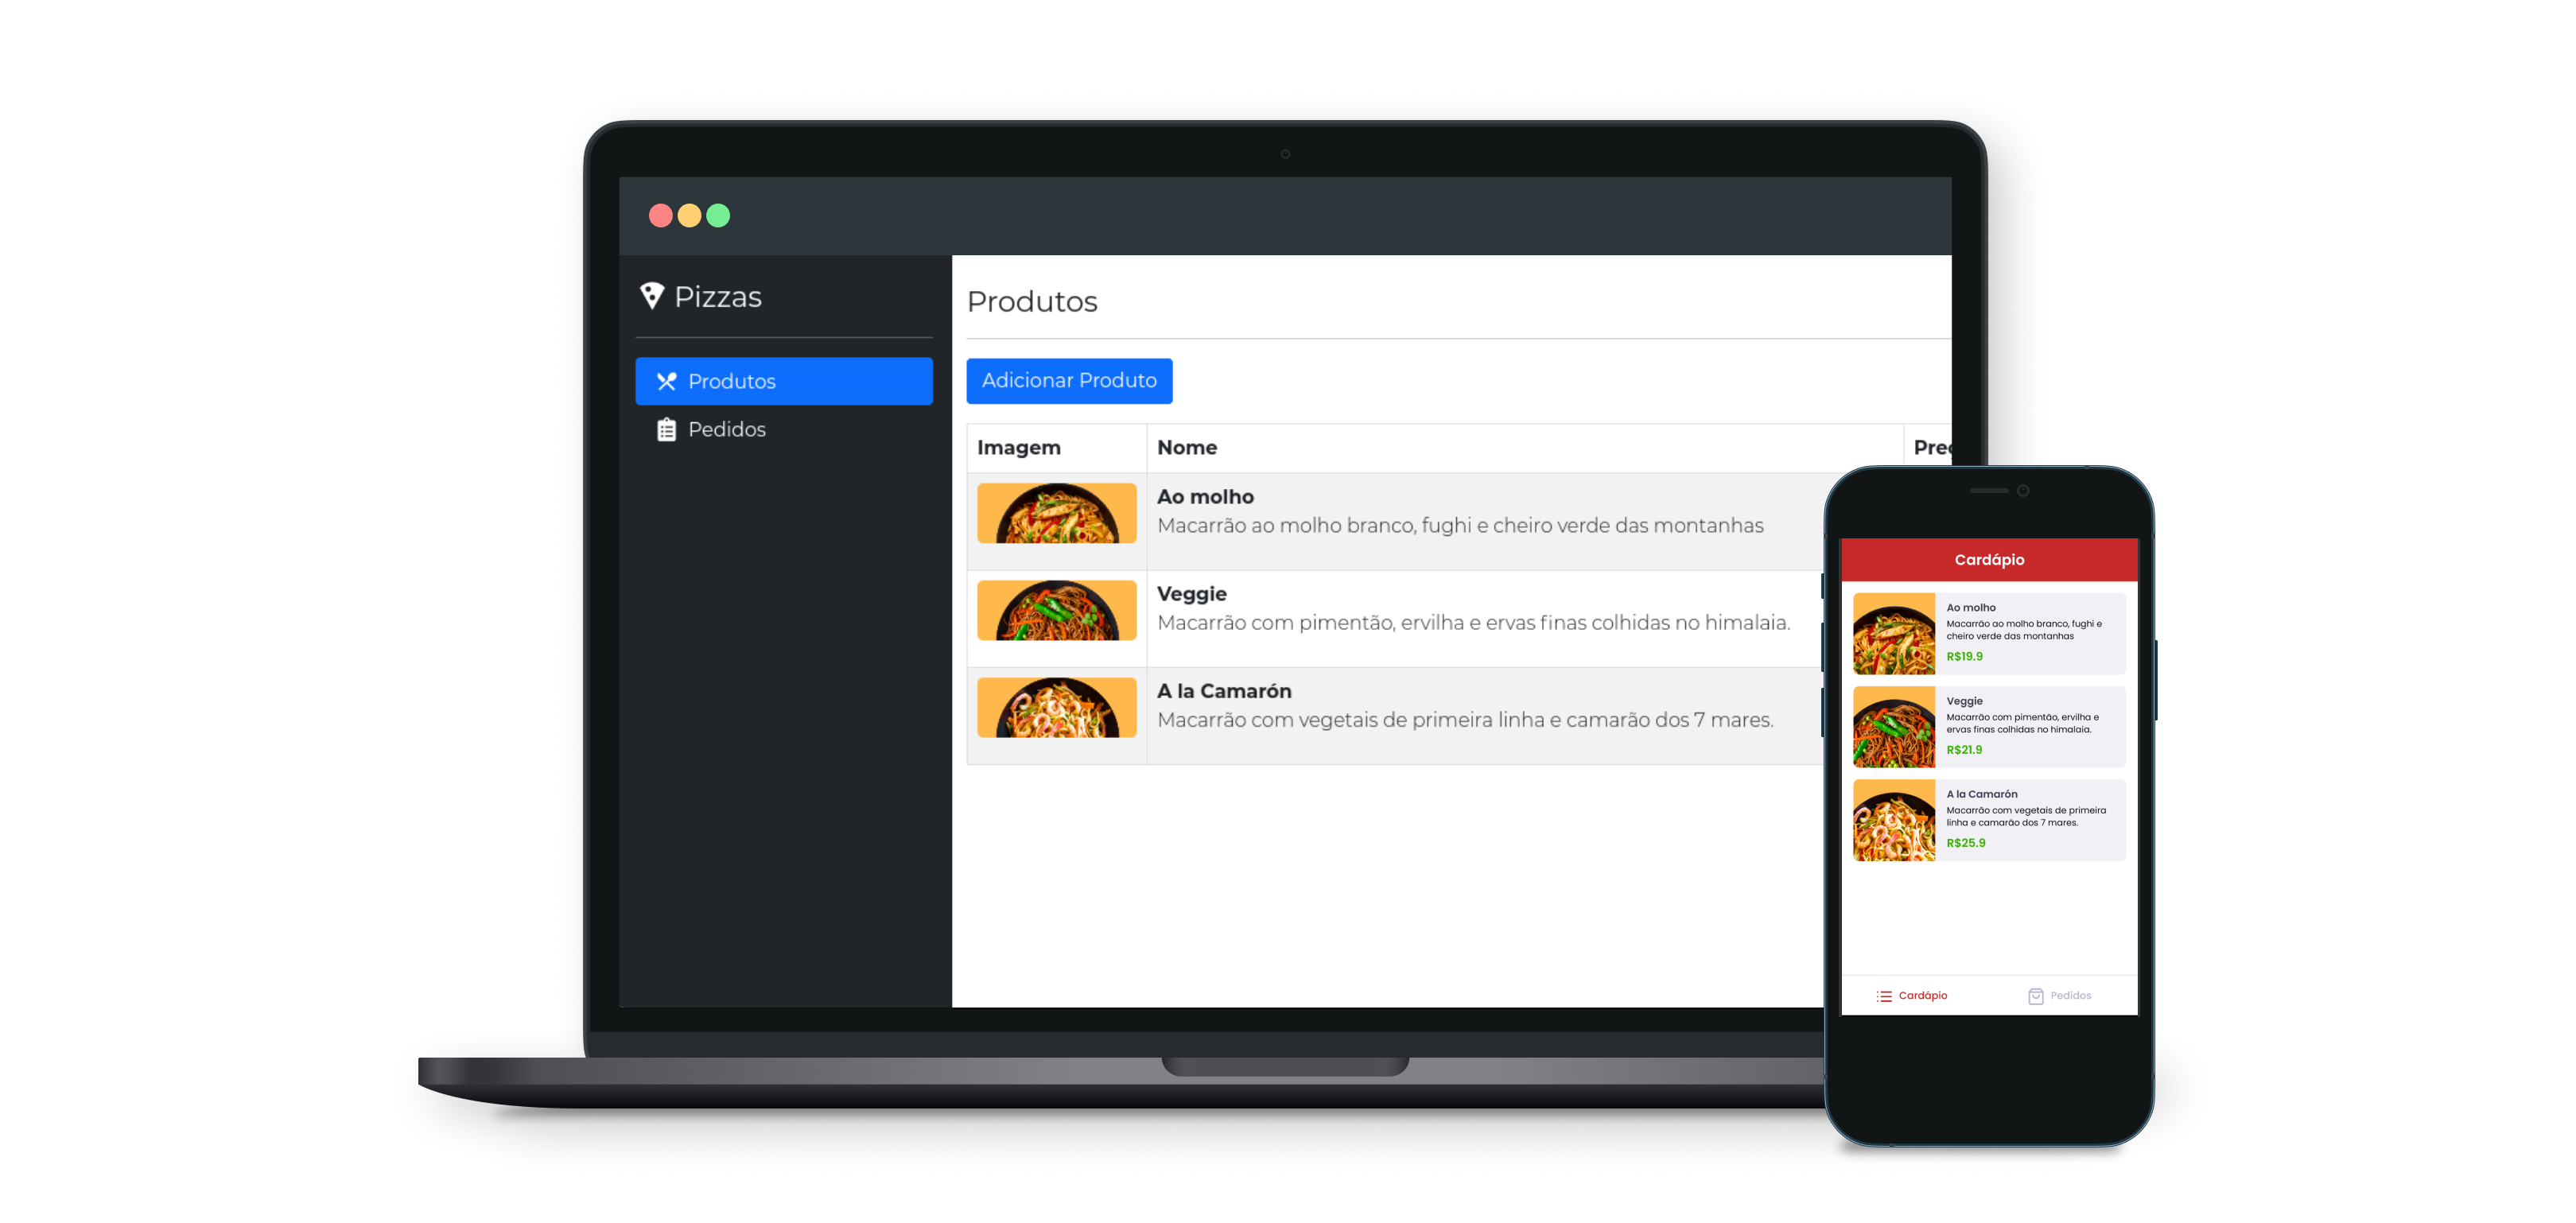 Pizzas
Produtos
Pedidos
Produtos
Adicionar Produto
Imagem
Nome
Ao molho
Macarrão ao molho branco, fughi e cheiro verde das montanhas
Veggie
Macarrão com pimentão, ervilha e ervas finas colhidas no himalaia.
A la Camarón
Macarrão com vegetais de primeira linha e camarão dos 7 mares.
Cardápio
Ao molho
Macarrão ao molho branco, fughi e
cheiro verde das montanhas
R$19.9
Veggie
Macarrão com pimentão, ervilha e
ervas finas colhidas no himalaia.
R$21.9
A la Camarón
Macarrão com vegetais de primeira
linha e camarão dos 7 mares.
R$25.9
Cardápio
Pedidos